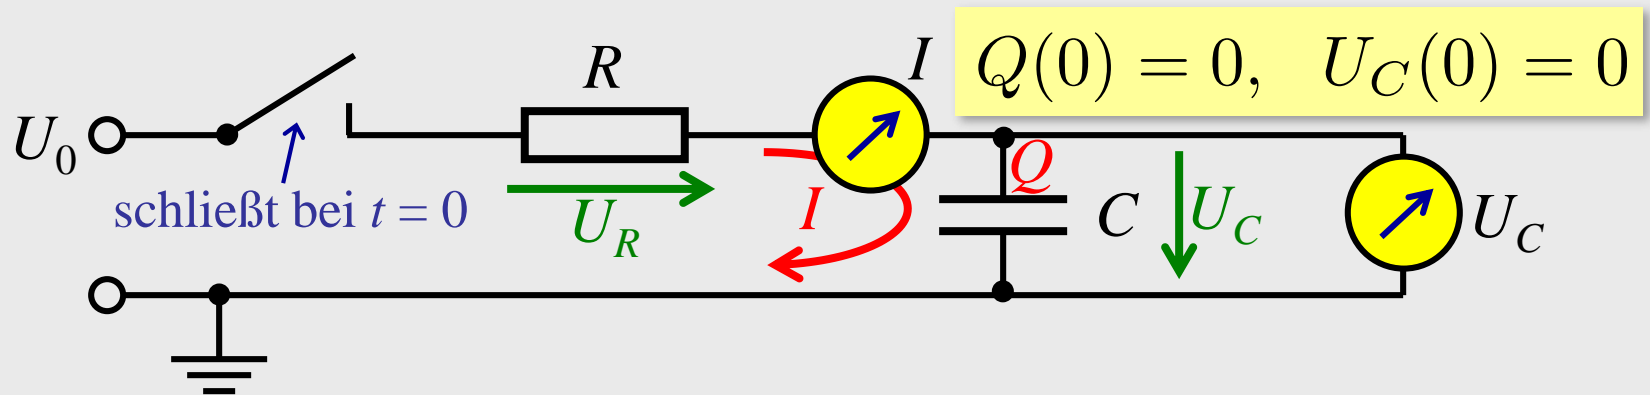 I
Q(0) = 0, U_C(0) = 0
R
U_0
Q
schließt bei t = 0
U_R
I
C
U_C
U_C